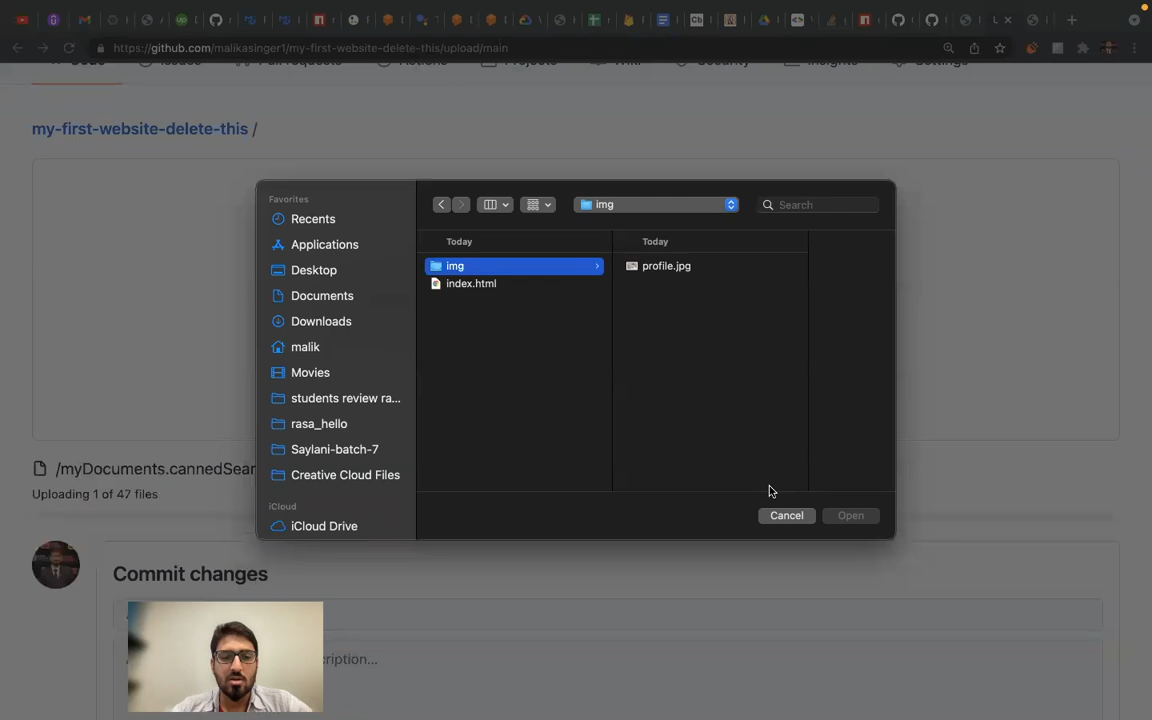 https://github.com/malikasinger1/my-first-website-delete-this/upload/main
my-first-website-delete-this /
Favorites
Recents
Applications
Desktop
Documents
Downloads
malik
Movies
students review ra...
rasa_hello
Saylani-batch-7
Creative Cloud Files
iCloud
iCloud Drive
img
Search
Today
img
index.html
Today
profile.jpg
Cancel
Open
/myDocuments.cannedSear
Uploading 1 of 47 files
Commit changes
ription...